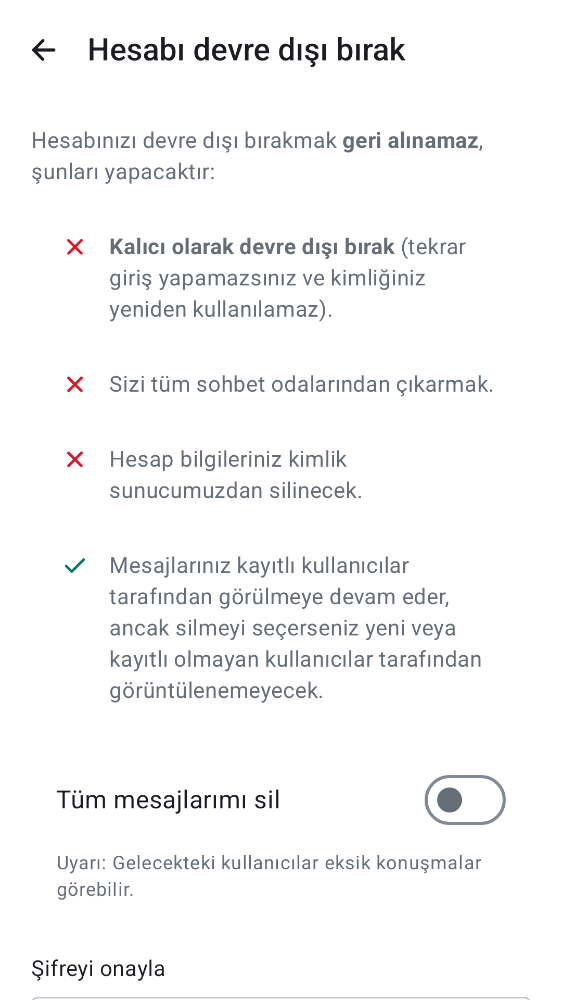 Hesabı devre dışı bırak
Hesabınızı devre dışı bırakmak geri alınamaz,
şunları yapacaktır:
Kalıcı olarak devre dışı bırak (tekrar
giriş yapamazsınız ve kimliğiniz
yeniden kullanılamaz).
Sizi tüm sohbet odalarından çıkarmak.
Hesap bilgileriniz kimlik
sunucumuzdan silinecek.
Mesajlarınız kayıtlı kullanıcılar
tarafından görülmeye devam eder,
ancak silmeyi seçerseniz yeni veya
kayıtlı olmayan kullanıcılar tarafından
görüntülenemeyecek.
Tüm mesajlarımı sil
Uyarı: Gelecekteki kullanıcılar eksik konuşmalar
görebilir.
Şifreyi onayla